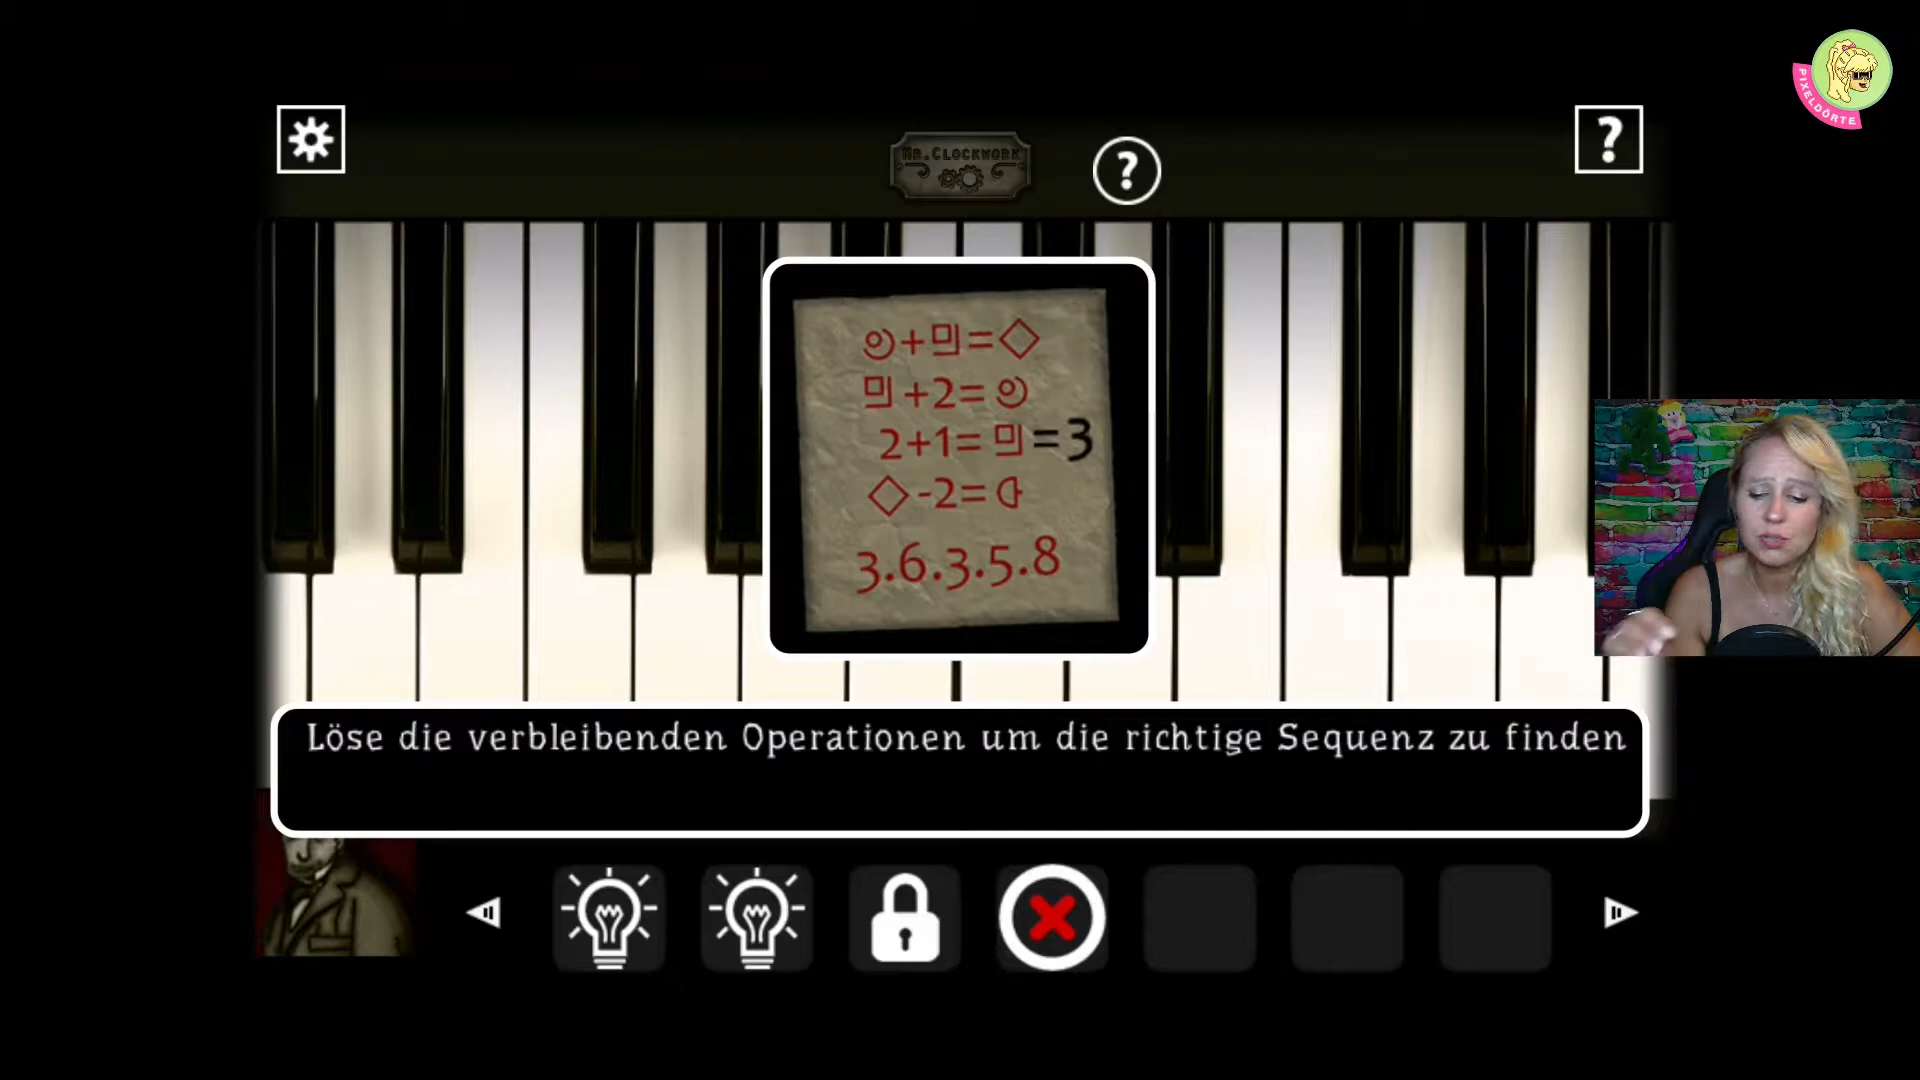 PIXELDÖRTE
?
MR.CLOCKWORK
?
+ = ◇
+2=
2+1= =3
◇-2=
3.6.3.5.8
Löse die verbleibenden Operationen um die richtige Sequenz zu finden